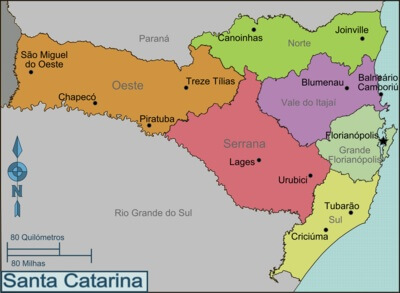 Paraná
Canoinhas
Joinville
Norte
São Miguel
do Oeste
Oeste
Treze Tílias
Blumenau
Balneário
Camboriú
Chapecó
Vale do Itajaí
Piratuba
Florianópolis
Serrana
Grande
Florianópolis
Lages
Urubici
N
Rio Grande do Sul
Tubarão
Sul
Criciúma
80 Quilómetros
80 Milhas
Santa Catarina